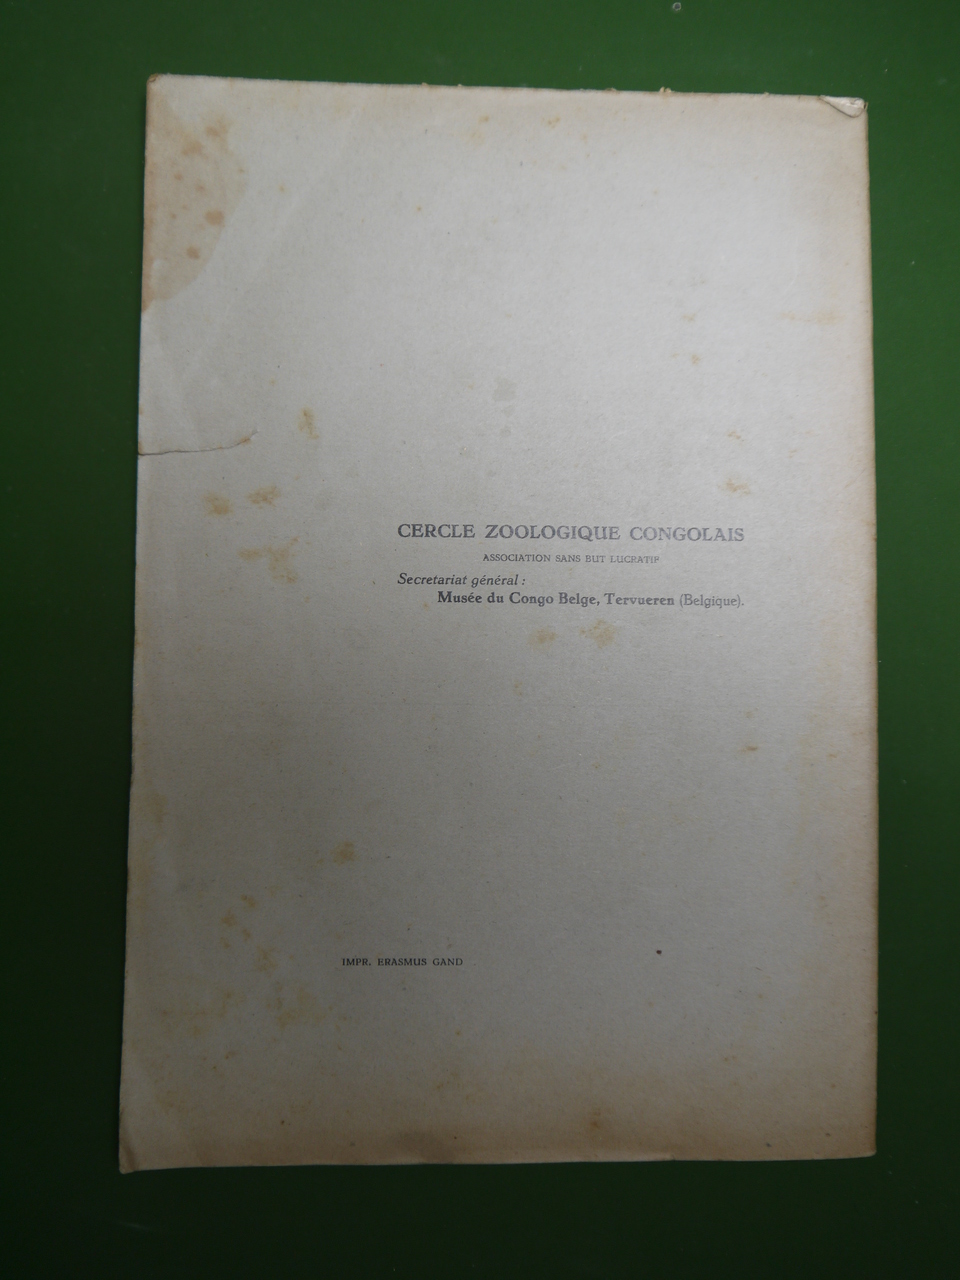 CERCLE ZOOLOGIQUE CONGOLAIS
ASSOCIATION SANS BUT LUCRATIF
Secretariat général :
Musée du Congo Belge, Tervueren (Belgique).
IMPR. ERASMUS GAND